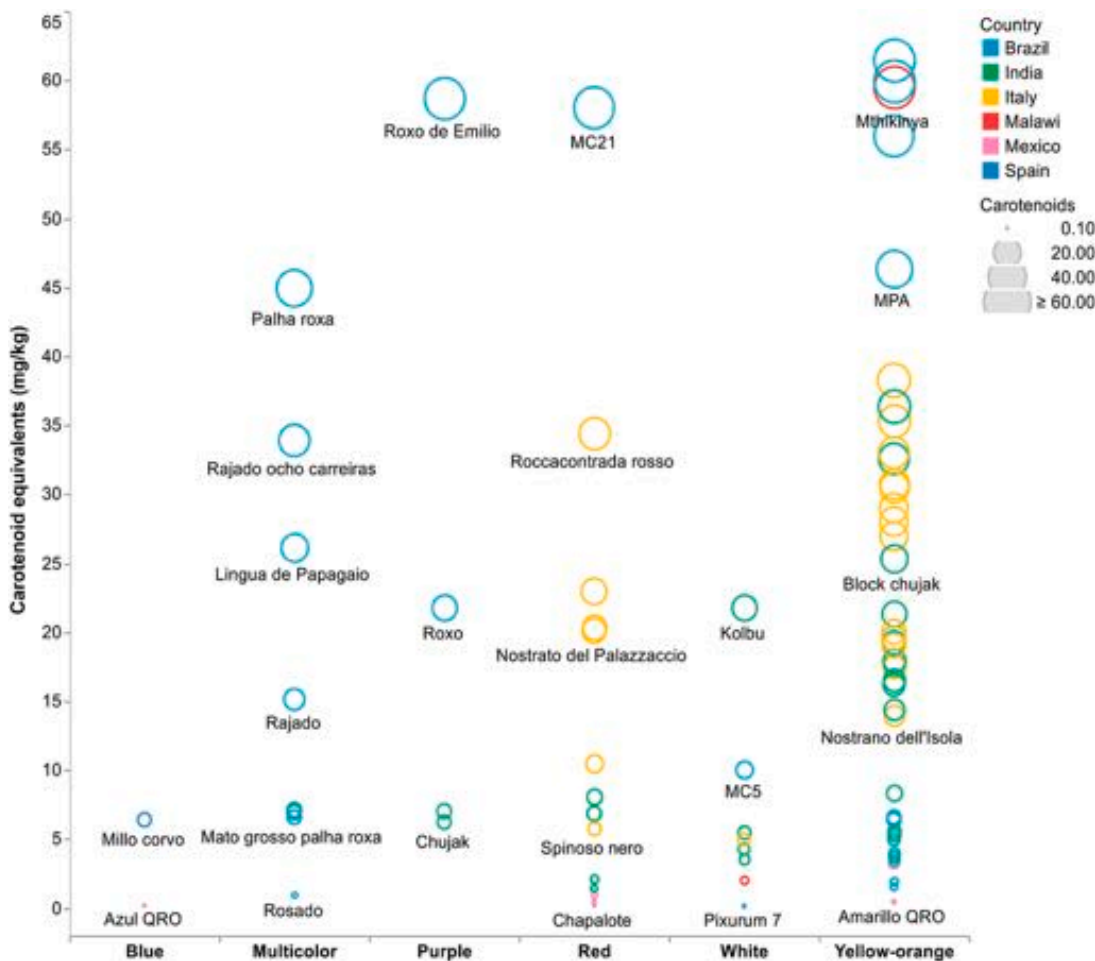 Carotenoid equivalents (mg/kg)
65
60
55
50
45
40
35
30
25
20
15
10
5
0
Roxo de Emilio
MC21
Mthikinya
MPA
Palha roxa
Rajado ocho carreiras
Roccacontrada rosso
Lingua de Papagaio
Block chujak
Roxo
Nostrato del Palazzaccio
Kolbu
Rajado
Nostrano dell'Isola
MC5
Millo corvo
Mato grosso palha roxa
Chujak
Spinoso nero
Azul QRO
Rosado
Chapalote
Pixurum 7
Amarillo QRO
Blue
Multicolor
Purple
Red
White
Yellow-orange
Country
Brazil
India
Italy
Malawi
Mexico
Spain
Carotenoids
0.10
20.00
40.00
≥ 60.00